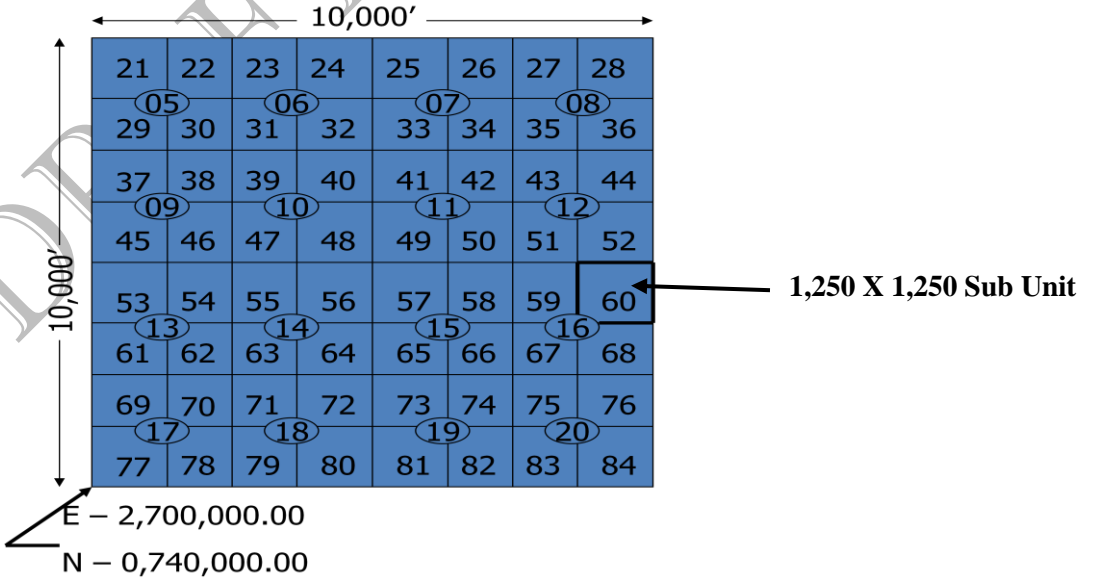 10,000′
21 22 23 24 25 26 27 28
05 06 07 08
29 30 31 32 33 34 35 36
37 38 39 40 41 42 43 44
09 10 11 12
45 46 47 48 49 50 51 52
10,000′
53 54 55 56 57 58 59 60
1,250 X 1,250 Sub Unit
13 14 15 16
61 62 63 64 65 66 67 68
69 70 71 72 73 74 75 76
17 18 19 20
77 78 79 80 81 82 83 84
E – 2,700,000.00
N – 0,740,000.00